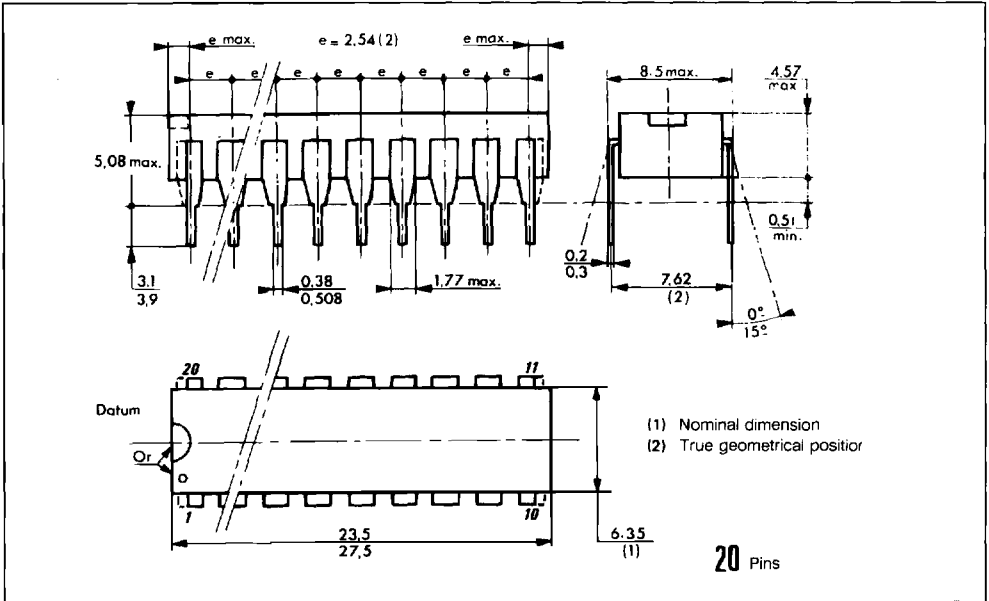 e max.
e = 2,54 (2)
e max.
e
e
e
e
e
e
e
e
8.5 max.
4,57
max
5,08 max.
0,51
min.
3.1
3,9
0,38
0,508
1,77 max.
0,2
0,3
7,62
(2)
0°
15°
20
11
Datum
Or
1
10
23,5
27,5
6.35
(1)
(1) Nominal dimension
(2) True geometrical position
20 Pins